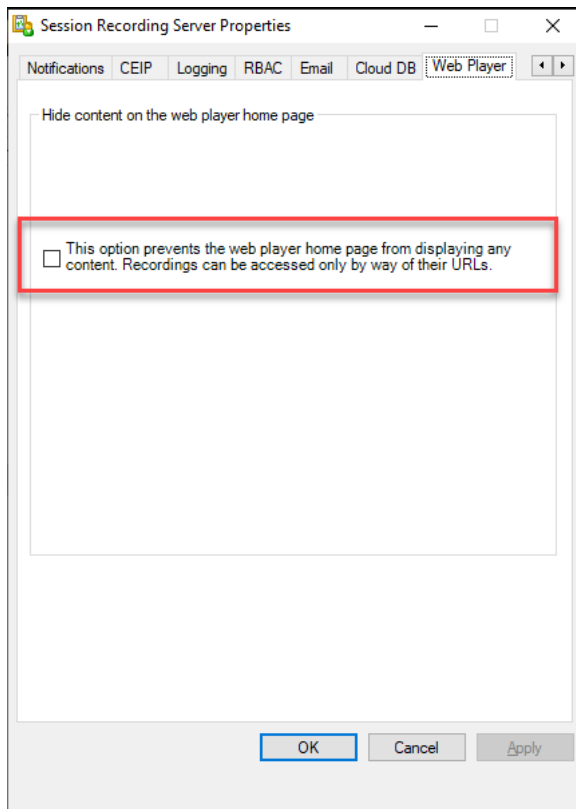 Session Recording Server Properties
Notifications CEIP Logging RBAC Email Cloud DB Web Player
Hide content on the web player home page
This option prevents the web player home page from displaying any
content. Recordings can be accessed only by way of their URLs.
OK Cancel Apply